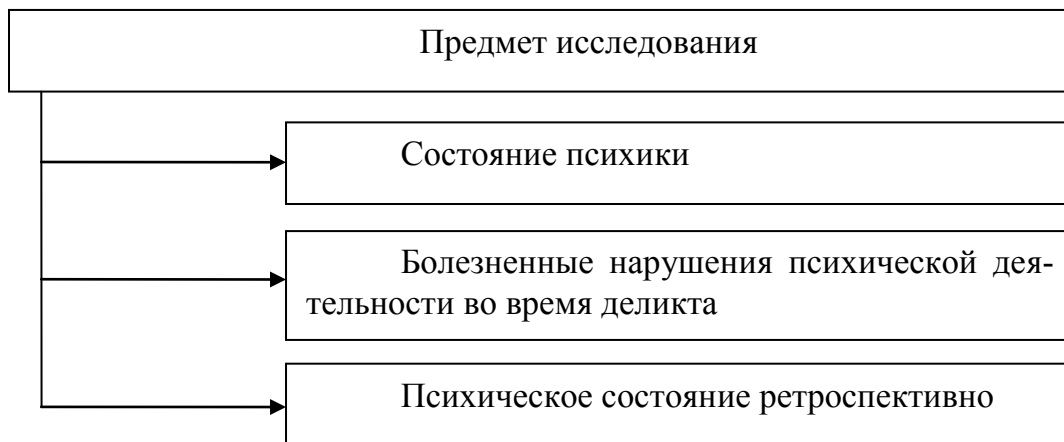 Предмет исследования
Состояние психики
Болезненные нарушения психической дея-
тельности во время деликта
Психическое состояние ретроспективно